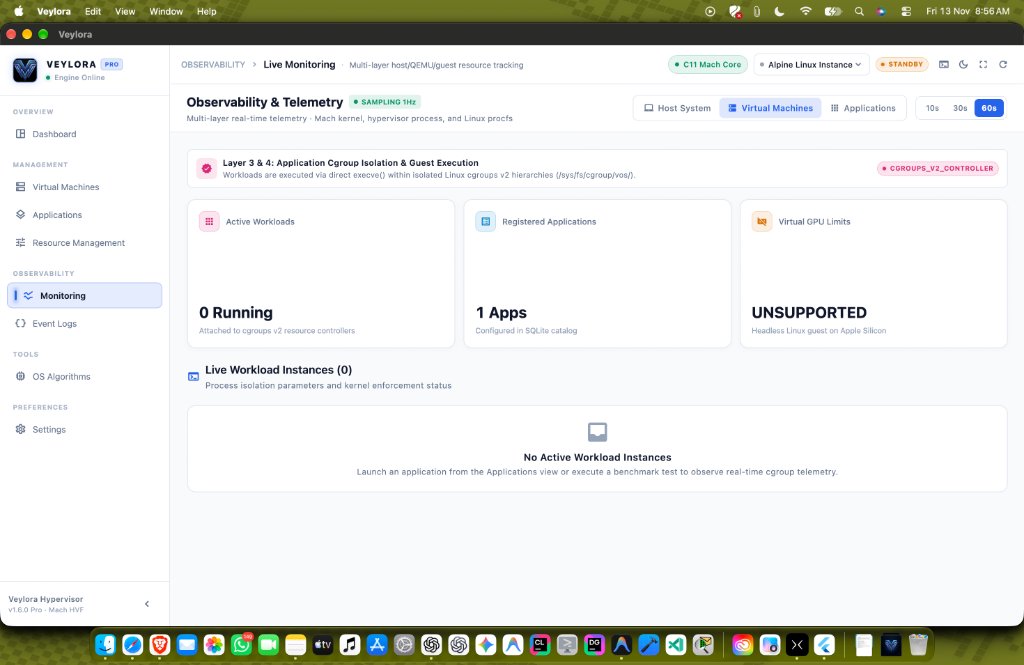 Veylora Edit View Window Help Fri 13 Nov 8:56 AM
Veylora
VEYLORA PRO
Engine Online
OBSERVABILITY > Live Monitoring · Multi-layer host/QEMU/guest resource tracking
C11 Mach Core
Alpine Linux Instance
STANDBY
OVERVIEW
Dashboard
MANAGEMENT
Virtual Machines
Applications
Resource Management
OBSERVABILITY
Monitoring
Event Logs
TOOLS
OS Algorithms
PREFERENCES
Settings
Veylora Hypervisor
v1.6.0 Pro · Mach HVF
Observability & Telemetry SAMPLING 1Hz
Multi-layer real-time telemetry · Mach kernel, hypervisor process, and Linux procfs
Host System Virtual Machines Applications
10s 30s 60s
Layer 3 & 4: Application Cgroup Isolation & Guest Execution
Workloads are executed via direct execve() within isolated Linux cgroups v2 hierarchies (/sys/fs/cgroup/vos/).
CGROUPS_V2_CONTROLLER
Active Workloads
0 Running
Attached to cgroups v2 resource controllers
Registered Applications
1 Apps
Configured in SQLite catalog
Virtual GPU Limits
UNSUPPORTED
Headless Linux guest on Apple Silicon
Live Workload Instances (0)
Process isolation parameters and kernel enforcement status
No Active Workload Instances
Launch an application from the Applications view or execute a benchmark test to observe real-time cgroup telemetry.
tv
CL
DG